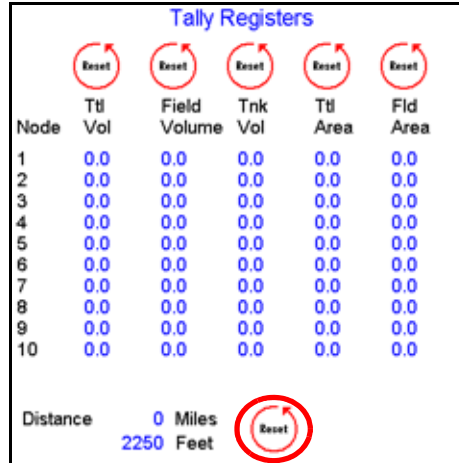 Tally Registers
Reset Reset Reset Reset Reset
Ttl Field Tnk Ttl Fld
Node Vol Volume Vol Area Area
1 0.0 0.0 0.0 0.0 0.0
2 0.0 0.0 0.0 0.0 0.0
3 0.0 0.0 0.0 0.0 0.0
4 0.0 0.0 0.0 0.0 0.0
5 0.0 0.0 0.0 0.0 0.0
6 0.0 0.0 0.0 0.0 0.0
7 0.0 0.0 0.0 0.0 0.0
8 0.0 0.0 0.0 0.0 0.0
9 0.0 0.0 0.0 0.0 0.0
10 0.0 0.0 0.0 0.0 0.0
Distance 0 Miles Reset
2250 Feet